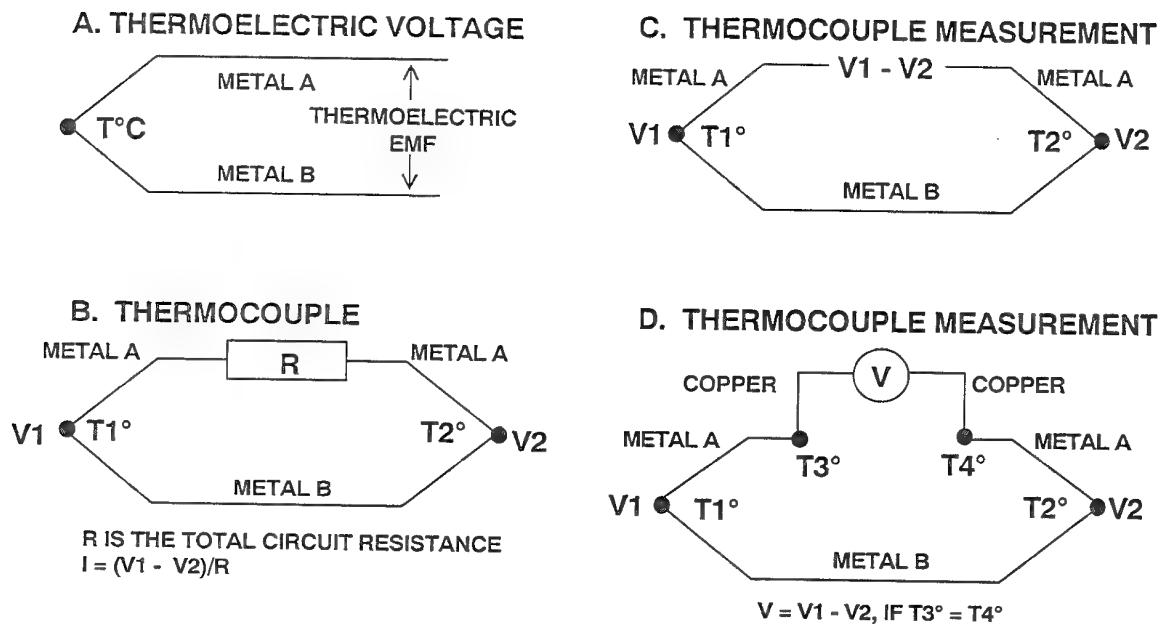 A. THERMOELECTRIC VOLTAGE
METAL A
T°C
THERMOELECTRIC
EMF
METAL B
B. THERMOCOUPLE
METAL A
R
METAL A
V1
T1°
T2°
V2
METAL B
R IS THE TOTAL CIRCUIT RESISTANCE
I = (V1 - V2)/R
C. THERMOCOUPLE MEASUREMENT
METAL A
V1 - V2
METAL A
V1
T1°
T2°
V2
METAL B
D. THERMOCOUPLE MEASUREMENT
COPPER
V
COPPER
METAL A
T3°
T4°
METAL A
V1
T1°
T2°
V2
METAL B
V = V1 - V2, IF T3° = T4°